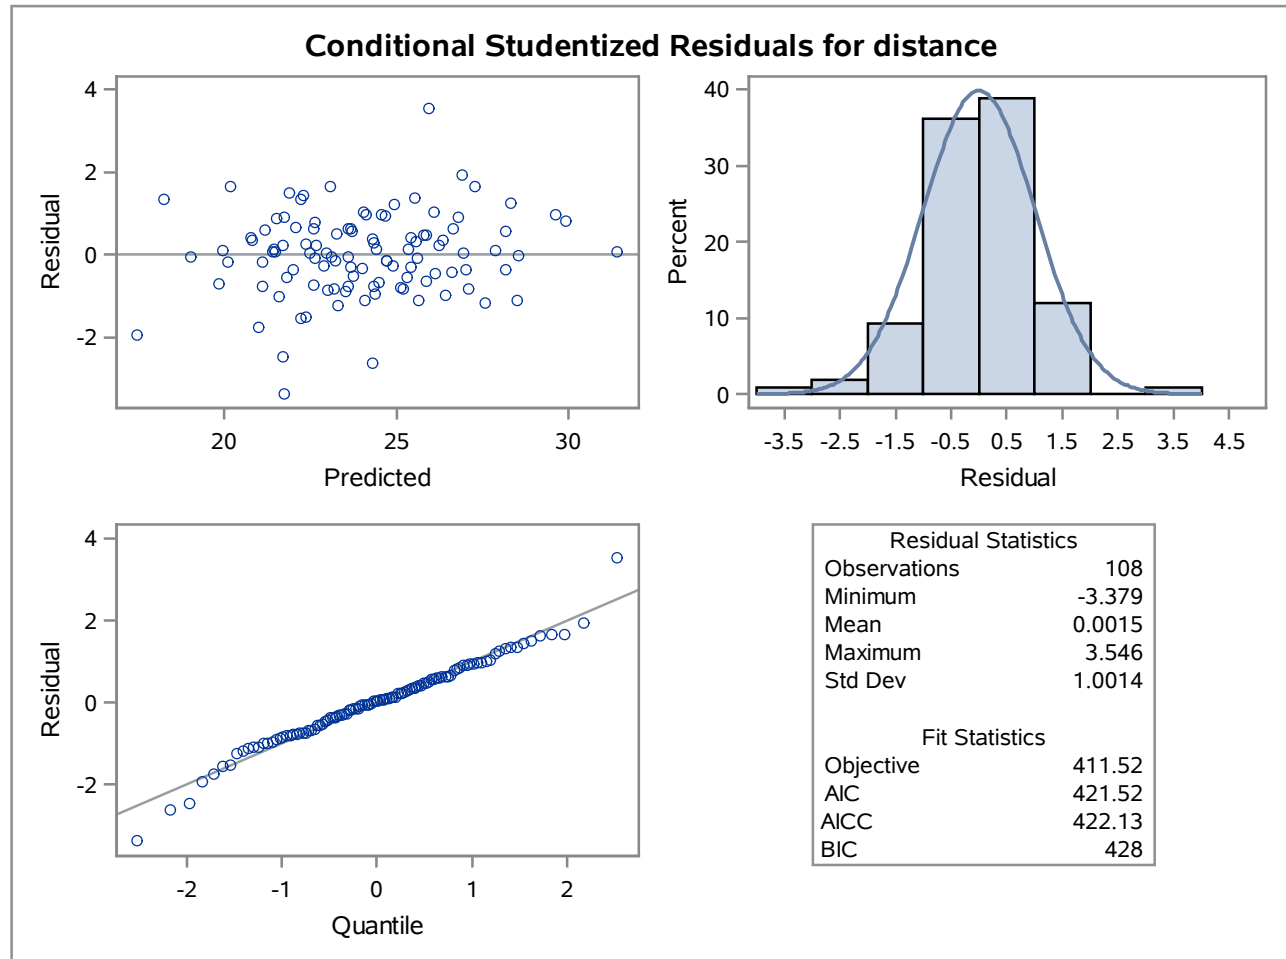 Conditional Studentized Residuals for distance
4
2
0
-2
Residual
20 25 30
Predicted
40
30
20
10
0
Percent
-3.5 -2.5 -1.5 -0.5 0.5 1.5 2.5 3.5 4.5
Residual
4
2
0
-2
Residual
-2 -1 0 1 2
Quantile
Residual Statistics
Observations 108
Minimum -3.379
Mean 0.0015
Maximum 3.546
Std Dev 1.0014
Fit Statistics
Objective 411.52
AIC 421.52
AICC 422.13
BIC 428